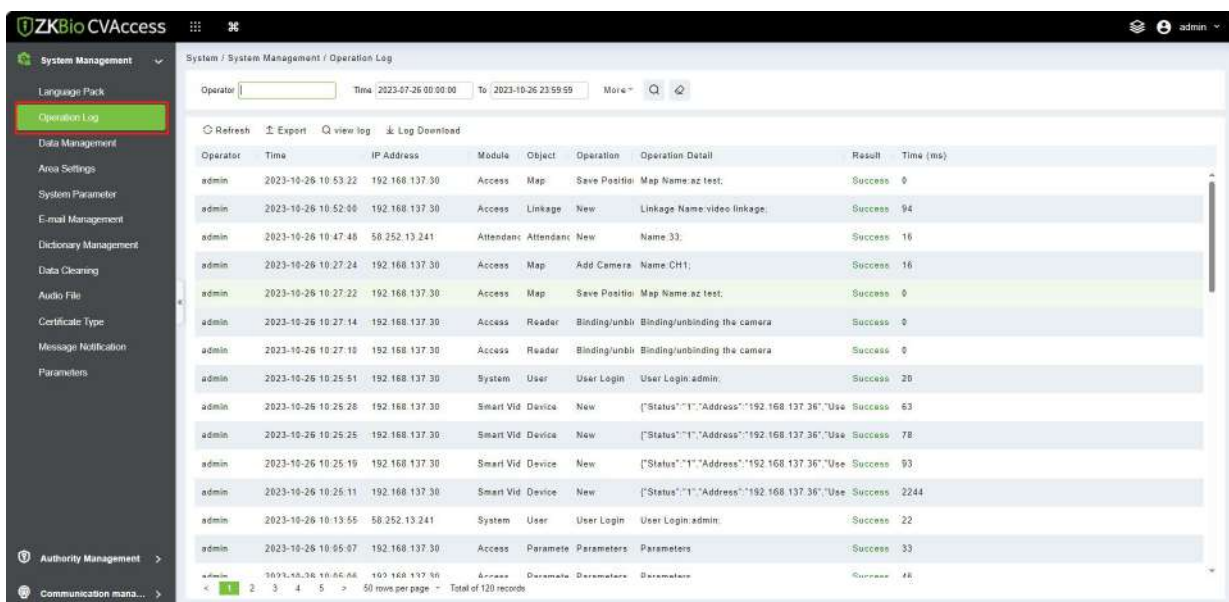 ZKBio CVAccess admin
System Management
Language Pack
Operation Log
Data Management
Area Settings
System Parameter
E-mail Management
Dictionary Management
Data Cleaning
Audio File
Certificate Type
Message Notification
Parameters
Authority Management
Communication mana...
System / System Management / Operation Log
Operator Time 2023-07-26 00:00:00 To 2023-10-26 23:59:59 More
Refresh Export view log Log Download
Operator Time IP Address Module Object Operation Operation Detail Result Time (ms)
admin 2023-10-26 10:53:22 192.168.137.30 Access Map Save Positio Map Name:az test; Success 0
admin 2023-10-26 10:52:00 192.168.137.30 Access Linkage New Linkage Name:video linkage; Success 94
admin 2023-10-26 10:47:48 58.252.13.241 Attendanc Attendanc New Name:33; Success 16
admin 2023-10-26 10:27:24 192.168.137.30 Access Map Add Camera Name:CH1; Success 16
admin 2023-10-26 10:27:22 192.168.137.30 Access Map Save Positio Map Name:az test; Success 0
admin 2023-10-26 10:27:14 192.168.137.30 Access Reader Binding/unbi Binding/unbinding the camera Success 0
admin 2023-10-26 10:27:10 192.168.137.30 Access Reader Binding/unbi Binding/unbinding the camera Success 0
admin 2023-10-26 10:25:51 192.168.137.30 System User User Login User Login:admin; Success 20
admin 2023-10-26 10:25:28 192.168.137.30 Smart Vid Device New {"Status":"1","Address":"192.168.137.36","Use Success 63
admin 2023-10-26 10:25:25 192.168.137.30 Smart Vid Device New {"Status":"1","Address":"192.168.137.36","Use Success 78
admin 2023-10-26 10:25:19 192.168.137.30 Smart Vid Device New {"Status":"1","Address":"192.168.137.36","Use Success 93
admin 2023-10-26 10:25:11 192.168.137.30 Smart Vid Device New {"Status":"1","Address":"192.168.137.36","Use Success 2244
admin 2023-10-26 10:13:55 58.252.13.241 System User User Login User Login:admin; Success 22
admin 2023-10-26 10:05:07 192.168.137.30 Access Paramete Parameters Parameters Success 33
admin 2023-10-26 10:05:06 192.168.137.30 Access Paramete Parameters Parameters Success 46
< 1 2 3 4 5 > 50 rows per page Total of 120 records